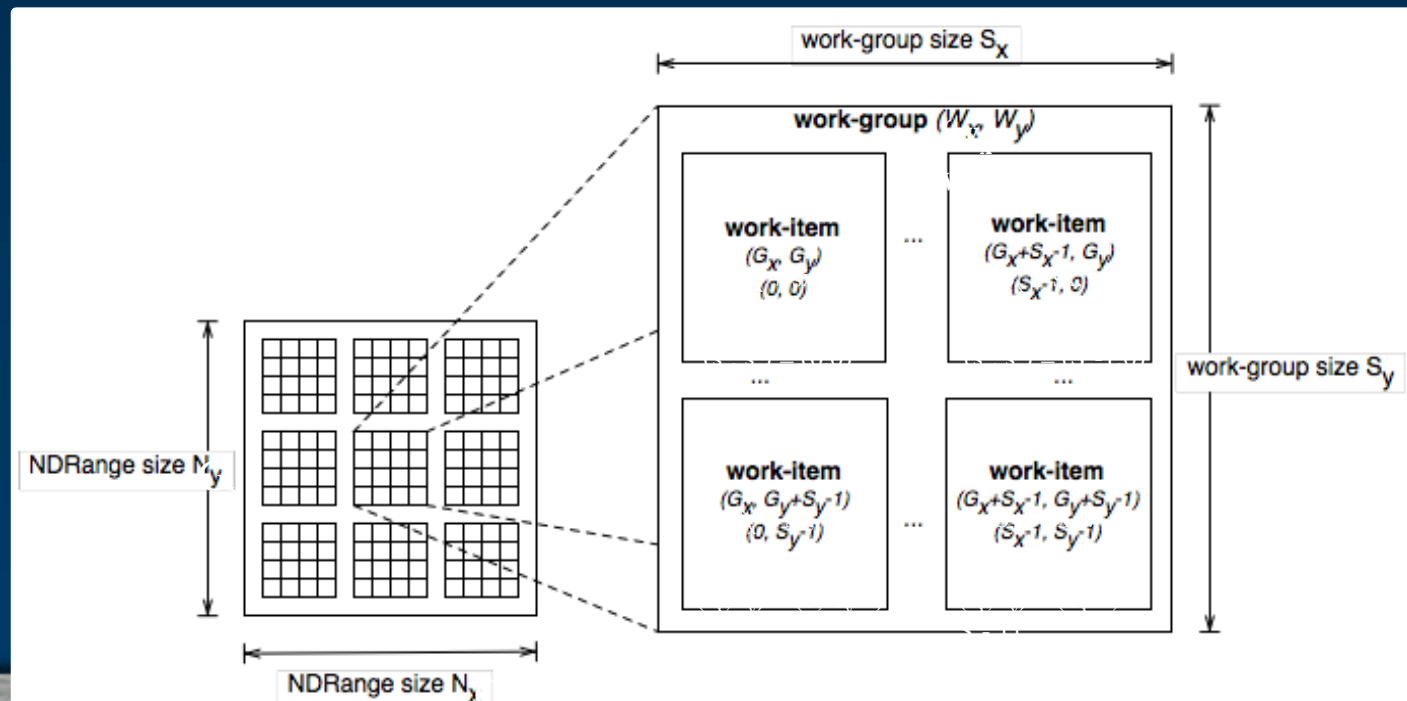 work-group size Sx
work-group (Wx, Wy)
work-item
(Gx, Gy)
(0, 0)
...
work-item
(Gx+Sx-1, Gy)
(Sx-1, 0)
...
...
work-group size Sy
work-item
(Gx, Gy+Sy-1)
(0, Sy-1)
...
work-item
(Gx+Sx-1, Gy+Sy-1)
(Sx-1, Sy-1)
NDRange size Ny
NDRange size Nx